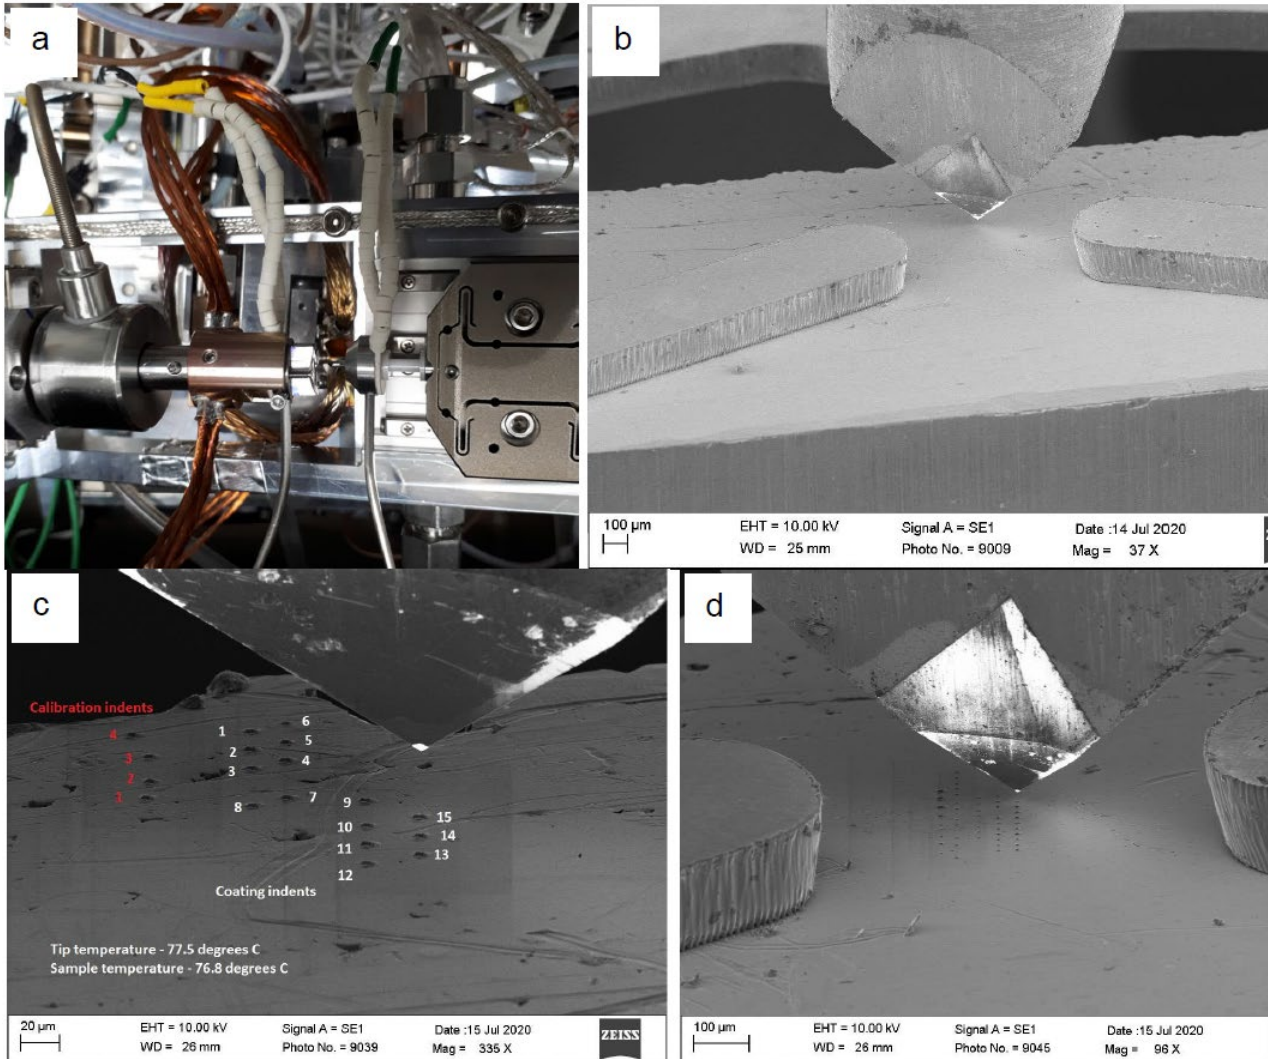 a
b
100 µm
EHT = 10.00 kV
Signal A = SE1
Date :14 Jul 2020
WD = 25 mm
Photo No. = 9009
Mag = 37 X
c
Calibration indents
4
3
2
1
1
2
3
8
6
5
4
7
9
10
11
12
15
14
13
Coating indents
Tip temperature - 77.5 degrees C
Sample temperature - 76.8 degrees C
20 µm
EHT = 10.00 kV
Signal A = SE1
Date :15 Jul 2020
WD = 26 mm
Photo No. = 9039
Mag = 335 X
ZEISS
d
100 µm
EHT = 10.00 kV
Signal A = SE1
Date :15 Jul 2020
WD = 26 mm
Photo No. = 9045
Mag = 96 X